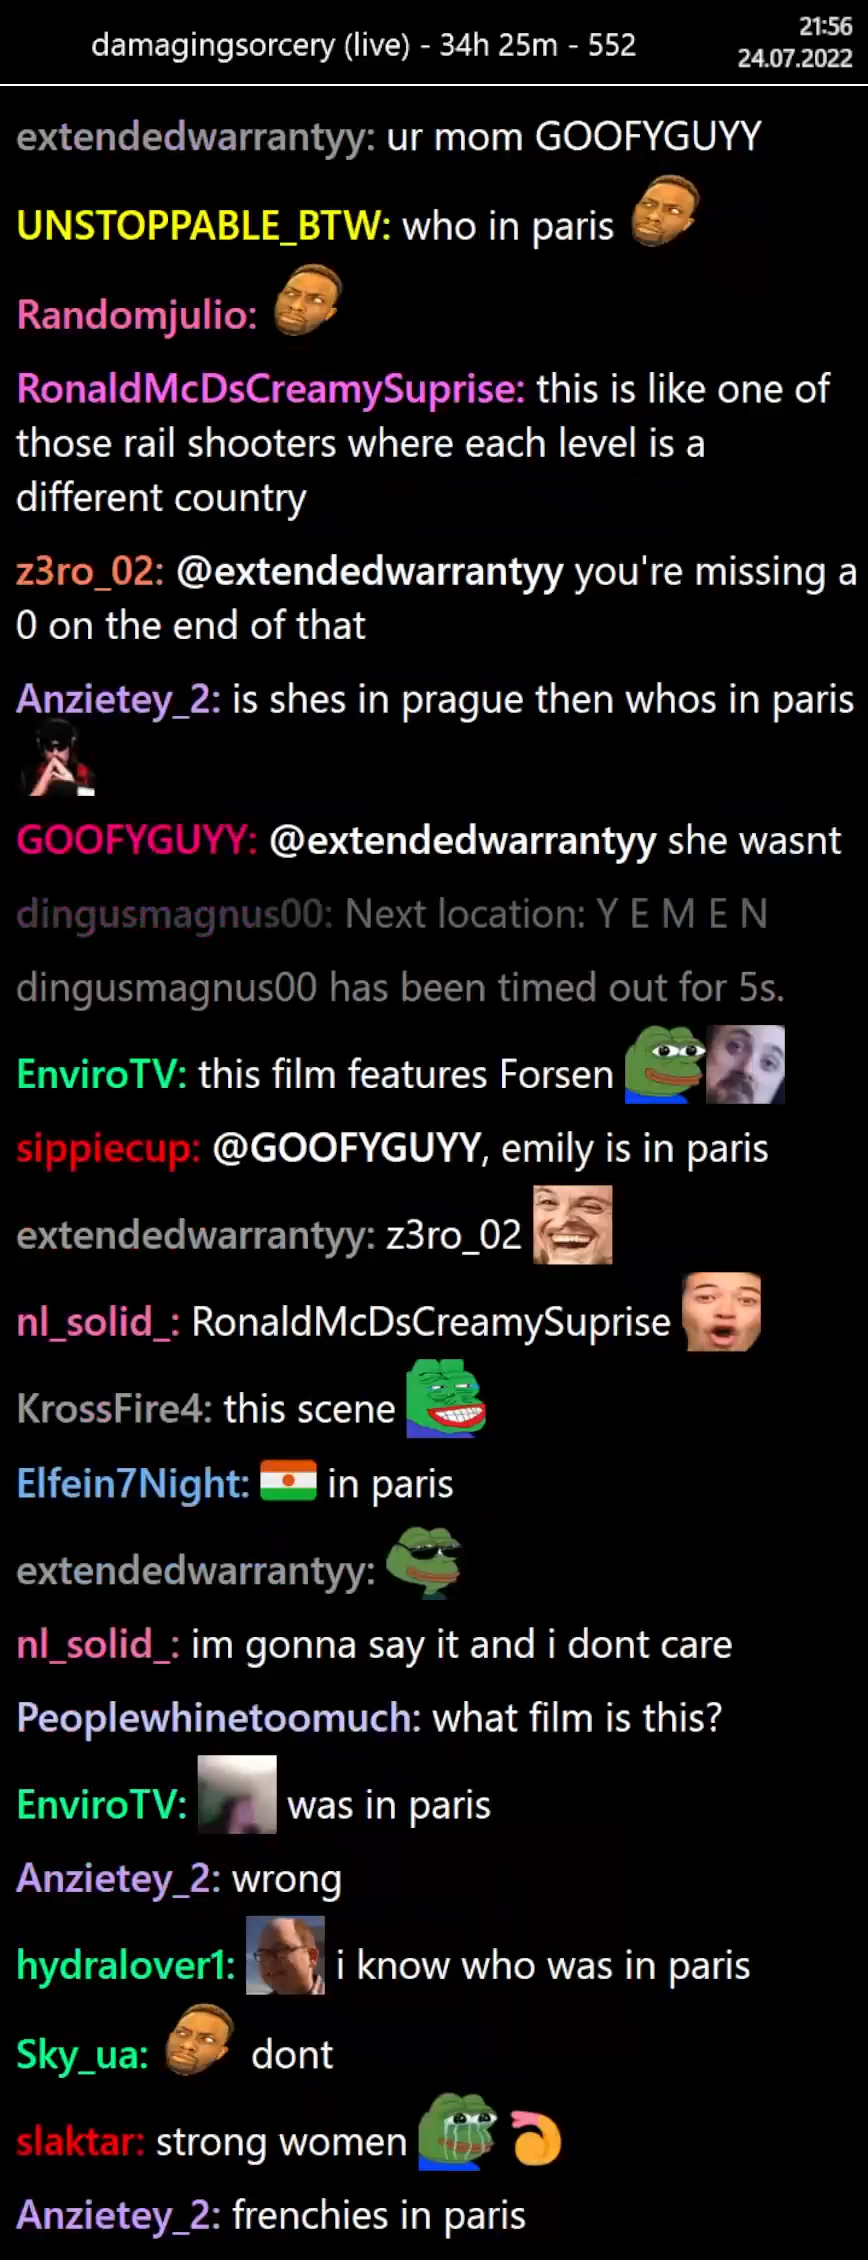 damagingsorcery (live) - 34h 25m - 552
21:56
24.07.2022
extendedwarrantyy: ur mom GOOFYGUYY
UNSTOPPABLE_BTW: who in paris
Randomjulio:
RonaldMcDsCreamySuprise: this is like one of
those rail shooters where each level is a
different country
z3ro_02: @extendedwarrantyy you're missing a
0 on the end of that
Anzietey_2: is shes in prague then whos in paris
GOOFYGUYY: @extendedwarrantyy she wasnt
dingusmagnus00: Next location: Y E M E N
dingusmagnus00 has been timed out for 5s.
EnviroTV: this film features Forsen
sippiecup: @GOOFYGUYY, emily is in paris
extendedwarrantyy: z3ro_02
nl_solid_: RonaldMcDsCreamySuprise
KrossFire4: this scene
Elfein7Night: in paris
extendedwarrantyy:
nl_solid_: im gonna say it and i dont care
Peoplewhinetoomuch: what film is this?
EnviroTV: was in paris
Anzietey_2: wrong
hydralover1: i know who was in paris
Sky_ua: dont
slaktar: strong women
Anzietey_2: frenchies in paris